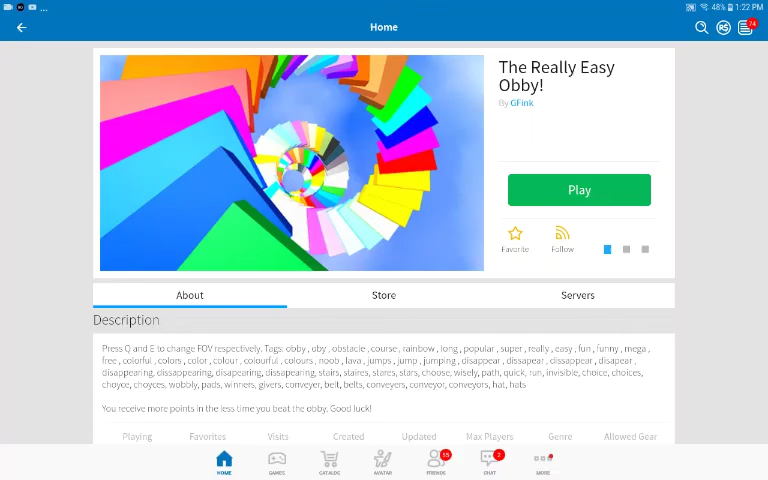 48% 1:22 PM
Home
74
The Really Easy
Obby!
By GFink
Play
Favorite
Follow
About
Store
Servers
Description
Press Q and E to change FOV respectively. Tags: obby , oby , obstacle , course , rainbow , long , popular , super , really , easy , fun , funny , mega ,
free , colorful , colors , color , colour , colourful , colours , noob , lava , jumps , jump , jumping , disappear , dissapear , dissappear , disapear ,
disappearing, dissappearing, disapearing, dissapearing, stairs, staires, stares, stars, choose, wisely, path, quick, run, invisible, choice, choices,
choyce, choyces, wobbly, pads, winners, givers, conveyer, belt, belts, conveyers, conveyor, conveyors, hat, hats
You receive more points in the less time you beat the obby. Good luck!
Playing
Favorites
Visits
Created
Updated
Max Players
Genre
Allowed Gear
55
2
HOME
GAMES
CATALOG
AVATAR
FRIENDS
CHAT
MORE